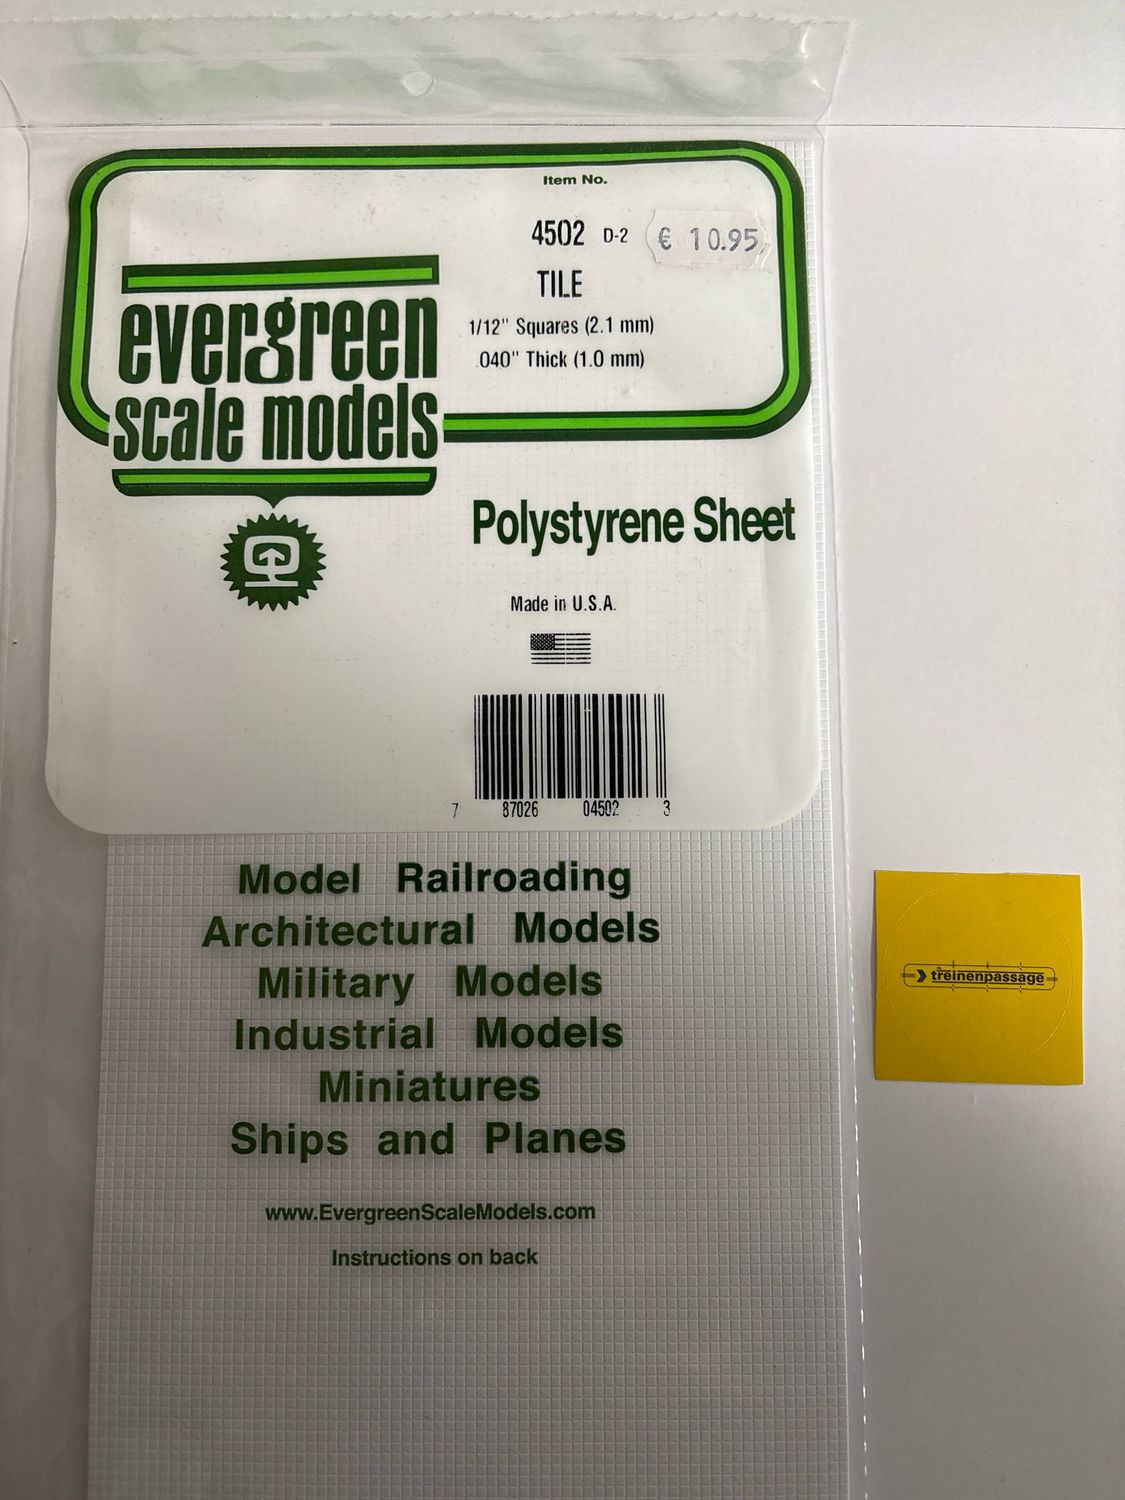 Item No.
4502 D-2 € 10.95
TILE
1/12" Squares (2.1 mm)
.040" Thick (1.0 mm)
evergreen
scale models
Polystyrene Sheet
Made in U.S.A.
7 87026 04502 3
Model Railroading
Architectural Models
Military Models
Industrial Models
Miniatures
Ships and Planes
www.EvergreenScaleModels.com
Instructions on back
treinenpassage